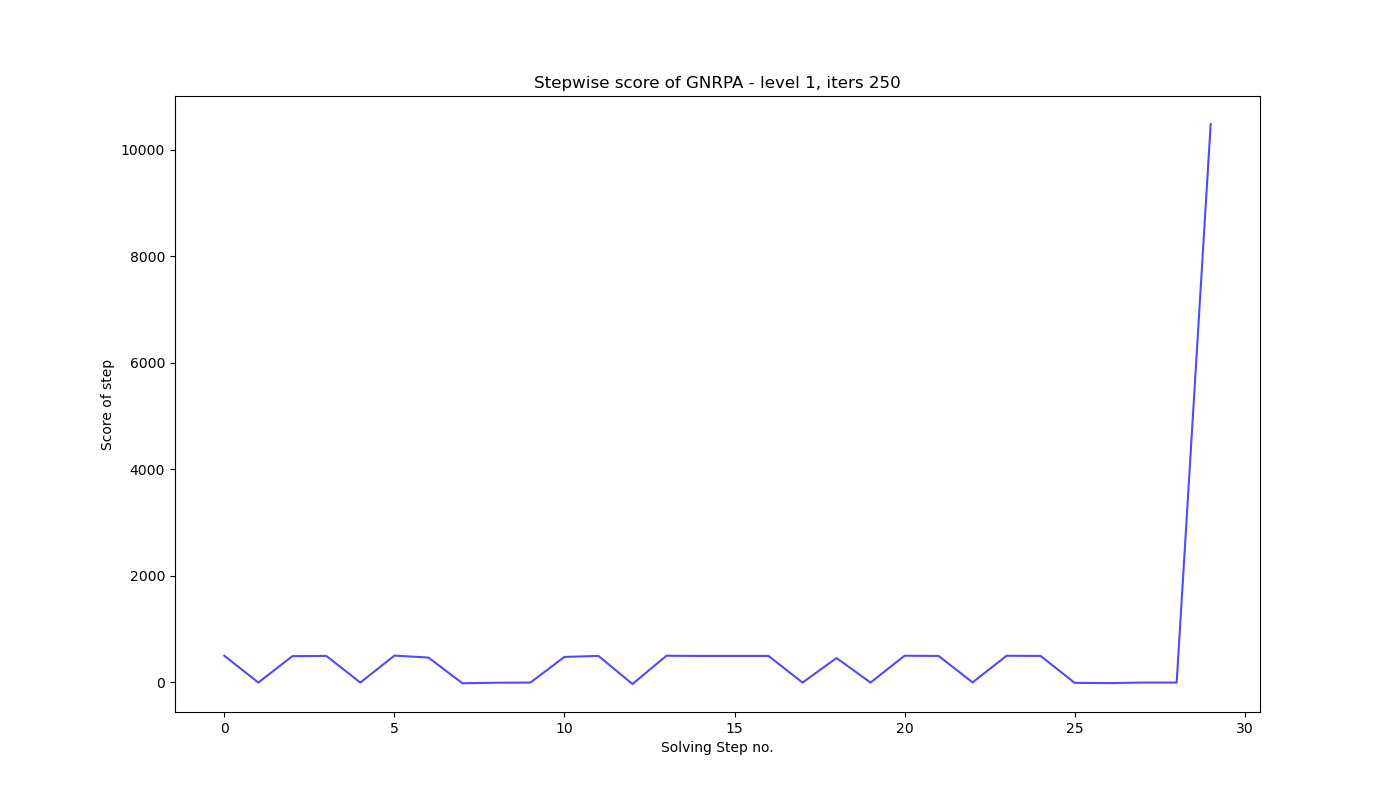 Stepwise score of GNRPA - level 1, iters 250
10000
8000
6000
4000
2000
0
Score of step
0 5 10 15 20 25 30
Solving Step no.